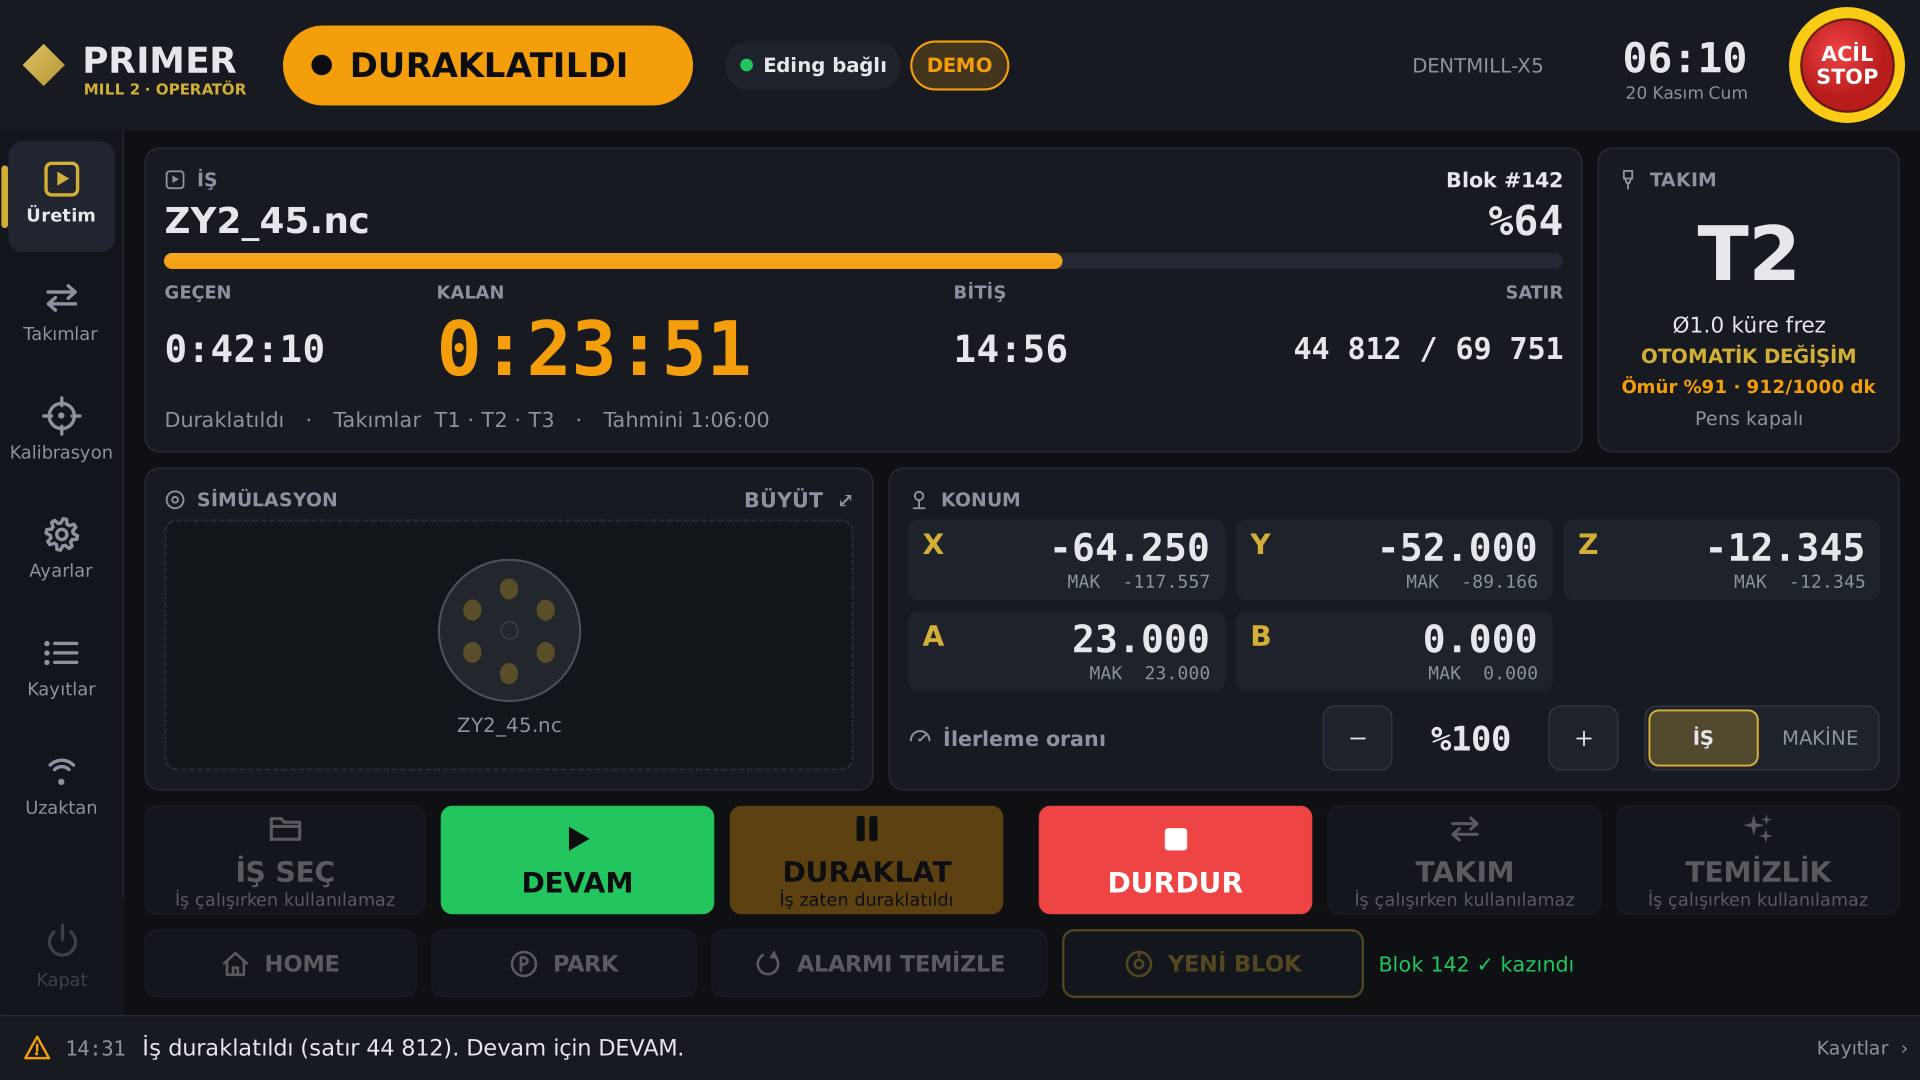 PRIMER
MILL 2 · OPERATÖR
DURAKLATILDI
Eding bağlı
DEMO
DENTMILL-X5
06:10
20 Kasım Cum
ACİL
STOP
Üretim
Takımlar
Kalibrasyon
Ayarlar
Kayıtlar
Uzaktan
Kapat
İŞ
Blok #142
ZY2_45.nc
%64
GEÇEN
KALAN
BİTİŞ
SATIR
0:42:10
0:23:51
14:56
44 812 / 69 751
Duraklatıldı · Takımlar T1 · T2 · T3 · Tahmini 1:06:00
TAKIM
T2
Ø1.0 küre frez
OTOMATİK DEĞİŞİM
Ömür %91 · 912/1000 dk
Pens kapalı
SİMÜLASYON
BÜYÜT ⤢
ZY2_45.nc
KONUM
X -64.250
MAK -117.557
Y -52.000
MAK -89.166
Z -12.345
MAK -12.345
A 23.000
MAK 23.000
B 0.000
MAK 0.000
İlerleme oranı
− %100 +
İŞ
MAKİNE
İŞ SEÇ
İş çalışırken kullanılamaz
DEVAM
DURAKLAT
İş zaten duraklatıldı
DURDUR
TAKIM
İş çalışırken kullanılamaz
TEMİZLİK
İş çalışırken kullanılamaz
HOME
PARK
ALARMI TEMİZLE
YENİ BLOK
Blok 142 ✓ kazındı
14:31 İş duraklatıldı (satır 44 812). Devam için DEVAM.
Kayıtlar ›